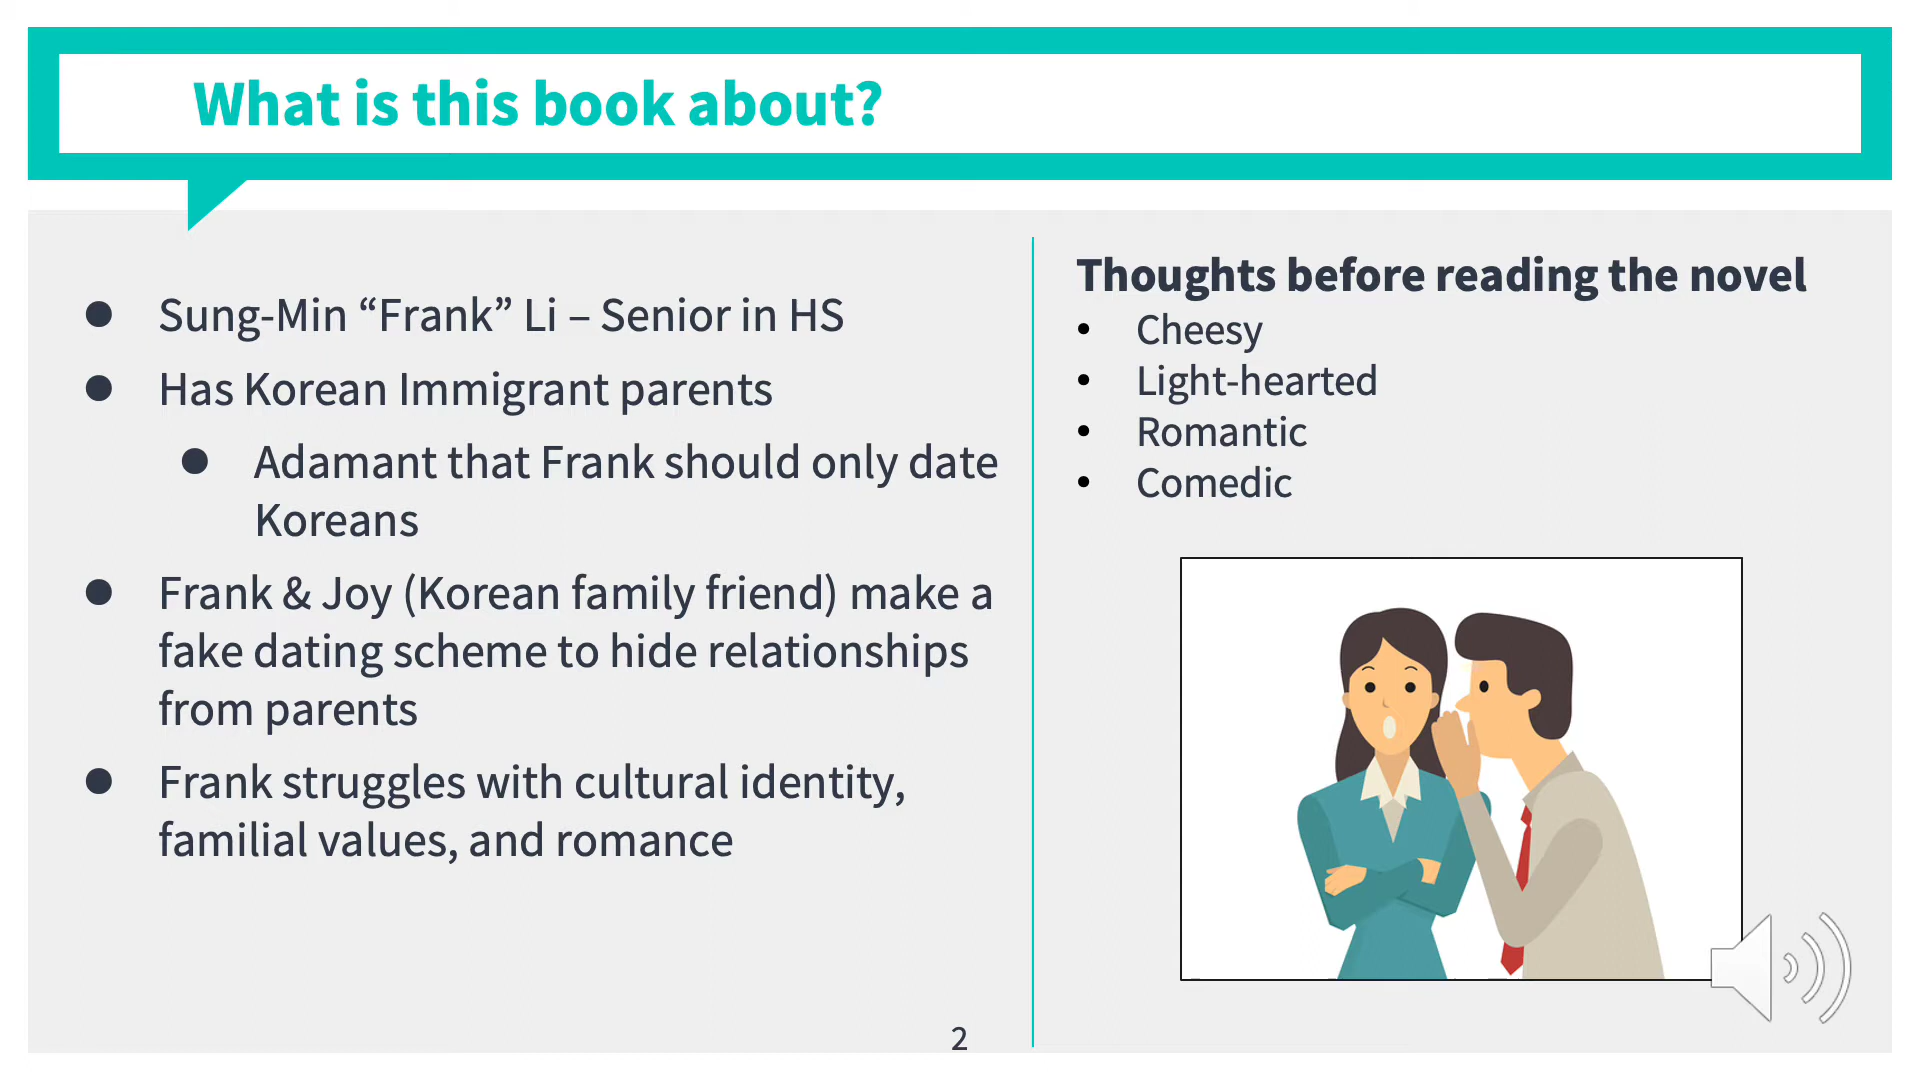 What is this book about?
● Sung-Min “Frank” Li – Senior in HS
● Has Korean Immigrant parents
● Adamant that Frank should only date
Koreans
● Frank & Joy (Korean family friend) make a
fake dating scheme to hide relationships
from parents
● Frank struggles with cultural identity,
familial values, and romance
Thoughts before reading the novel
• Cheesy
• Light-hearted
• Romantic
• Comedic
2